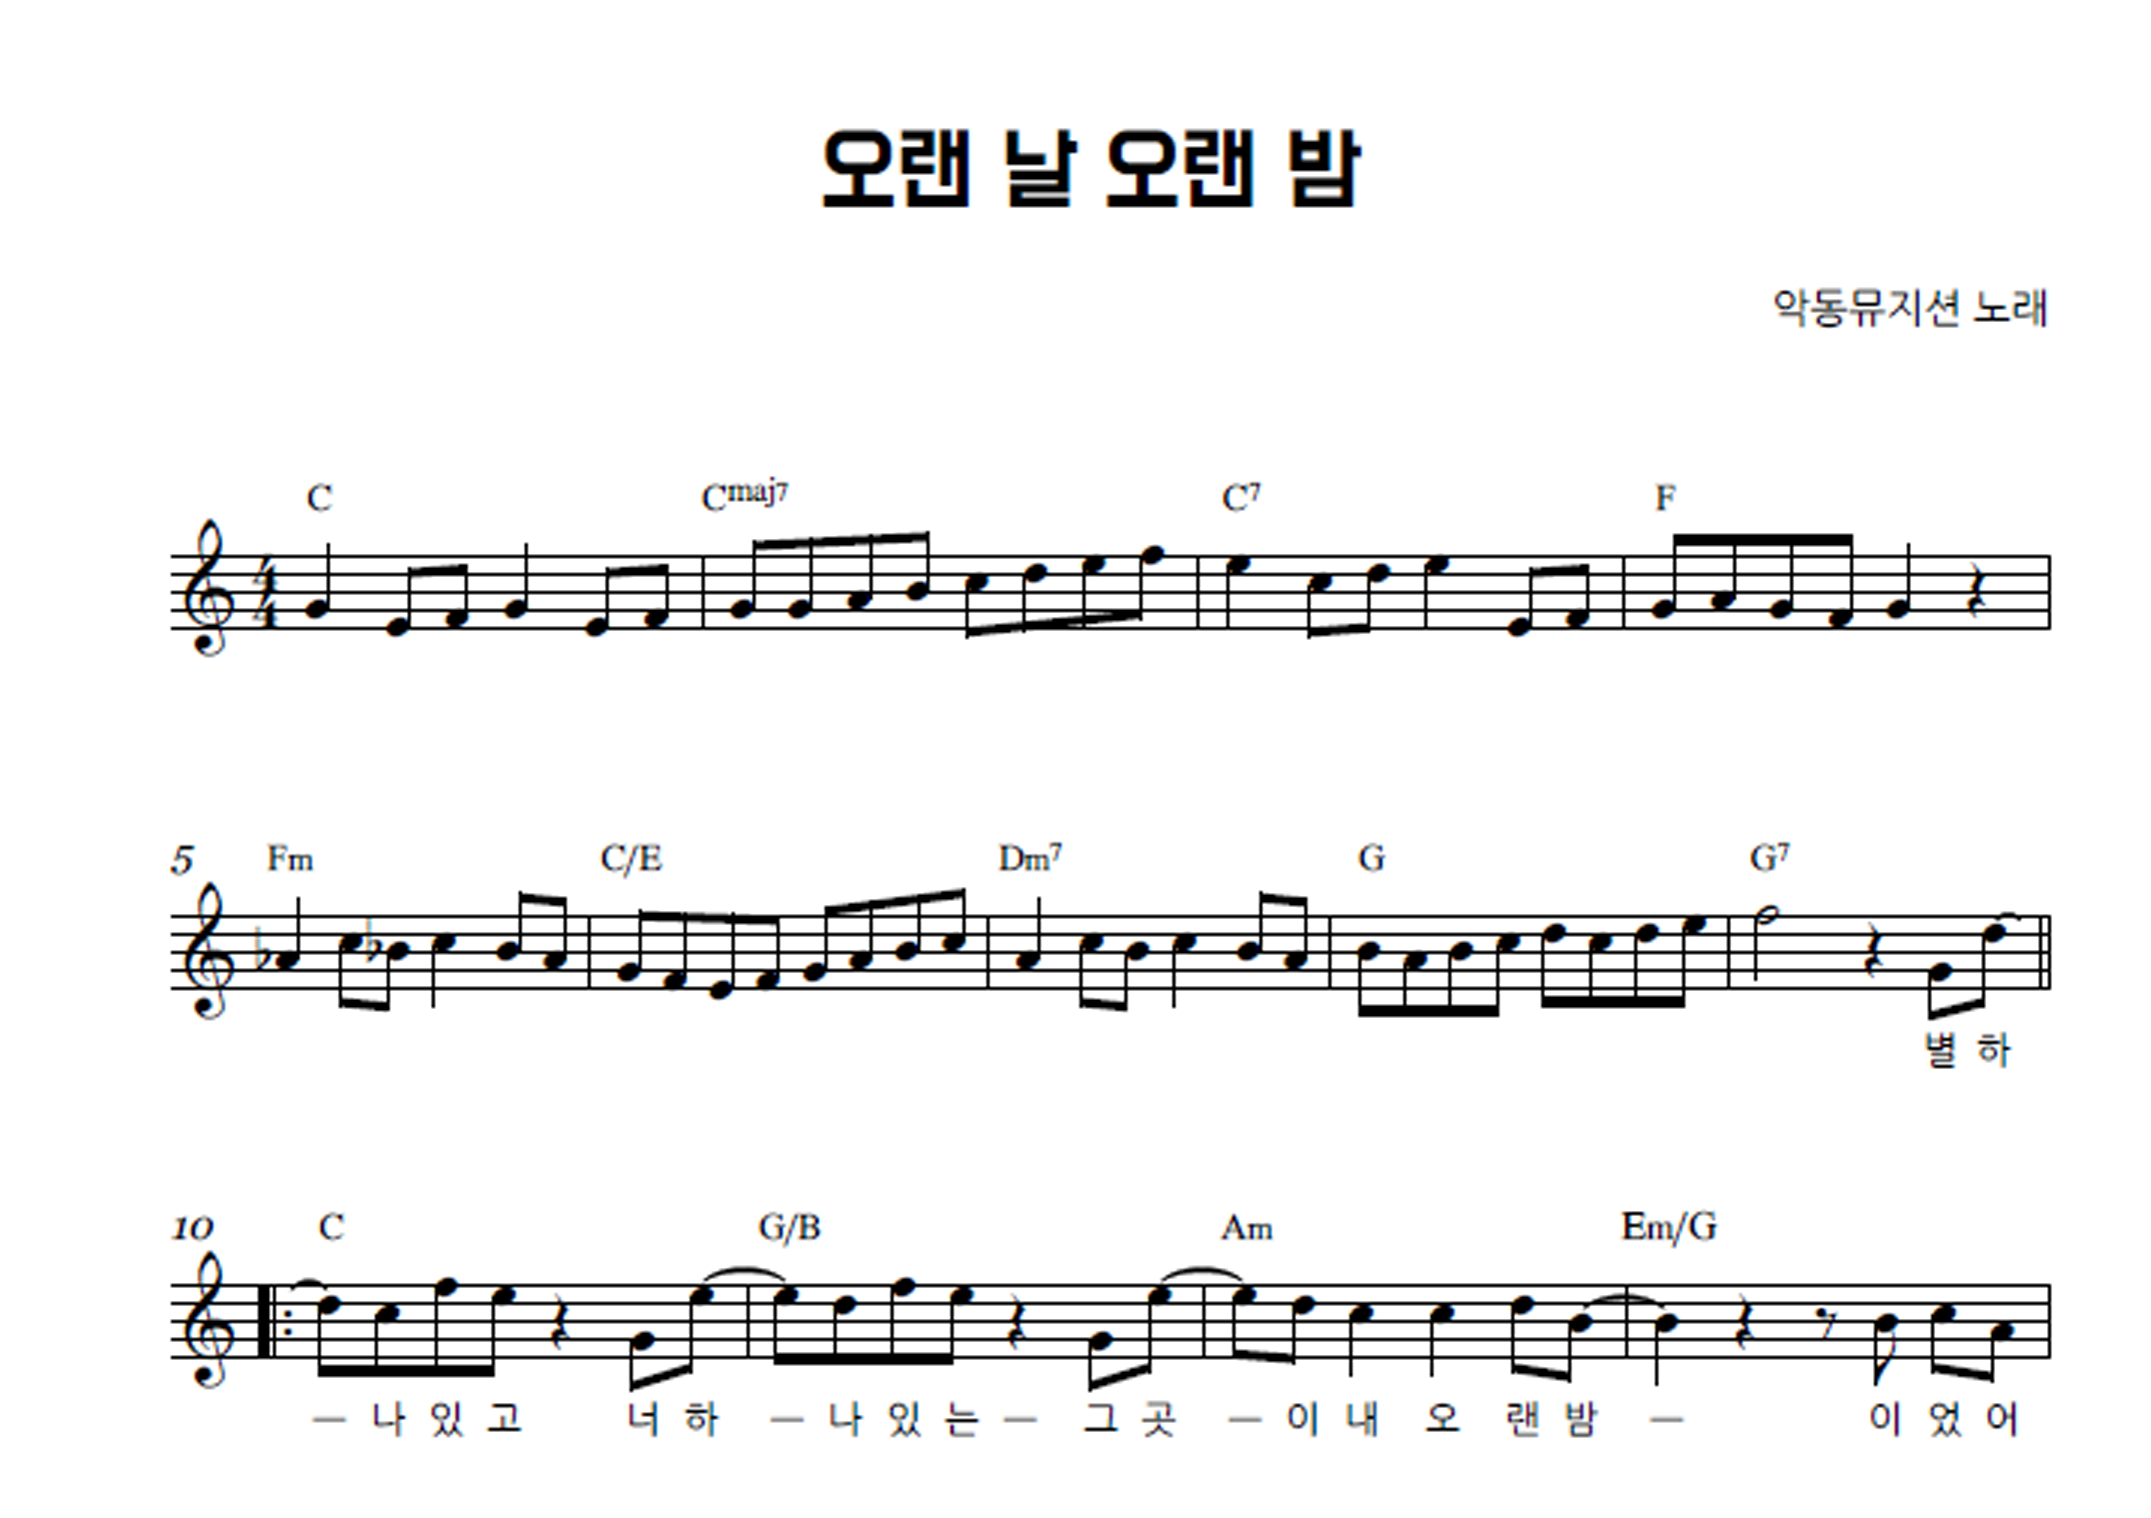 오랜 날 오랜 밤
악동뮤지션 노래
C Cmaj7 C7 F
4
4
5 Fm C/E Dm7 G G7
별 하
10 C G/B Am Em/G
— 나 있 고 너 하 — 나 있 는 — 그 곳 — 이 내 오 랜 밤 — 이 었 어